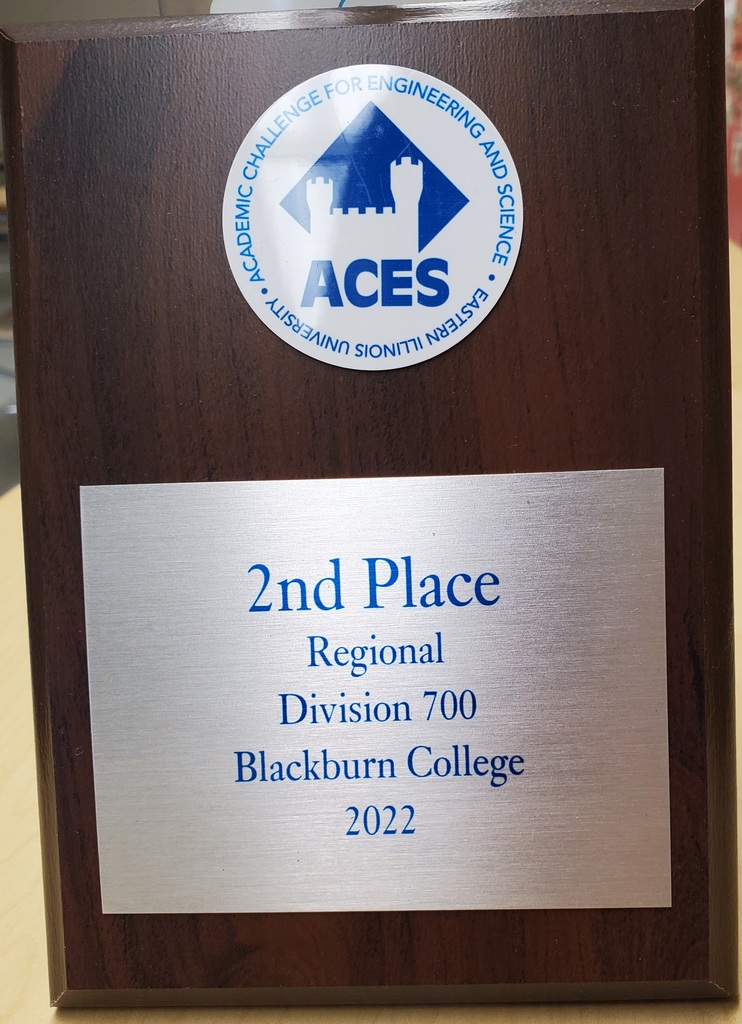 ACADEMIC CHALLENGE FOR ENGINEERING AND SCIENCE •
EASTERN ILLINOIS UNIVERSITY •
ACES
2nd Place
Regional
Division 700
Blackburn College
2022